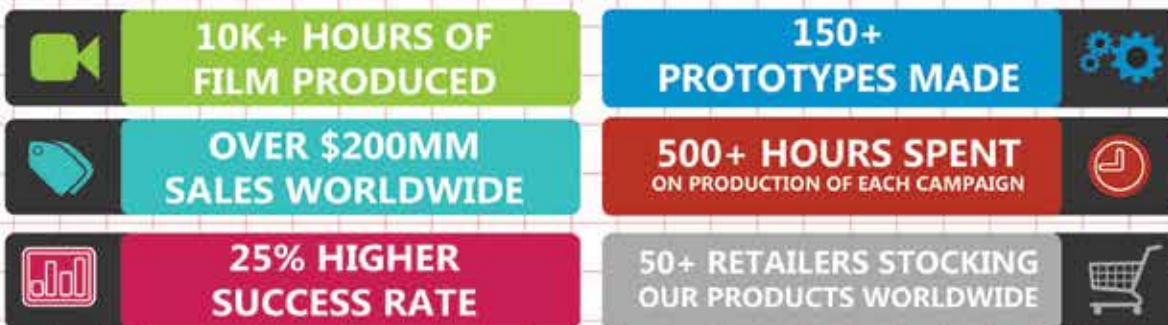 10K+ HOURS OF
FILM PRODUCED
150+
PROTOTYPES MADE
OVER $200MM
SALES WORLDWIDE
500+ HOURS SPENT
ON PRODUCTION OF EACH CAMPAIGN
25% HIGHER
SUCCESS RATE
50+ RETAILERS STOCKING
OUR PRODUCTS WORLDWIDE